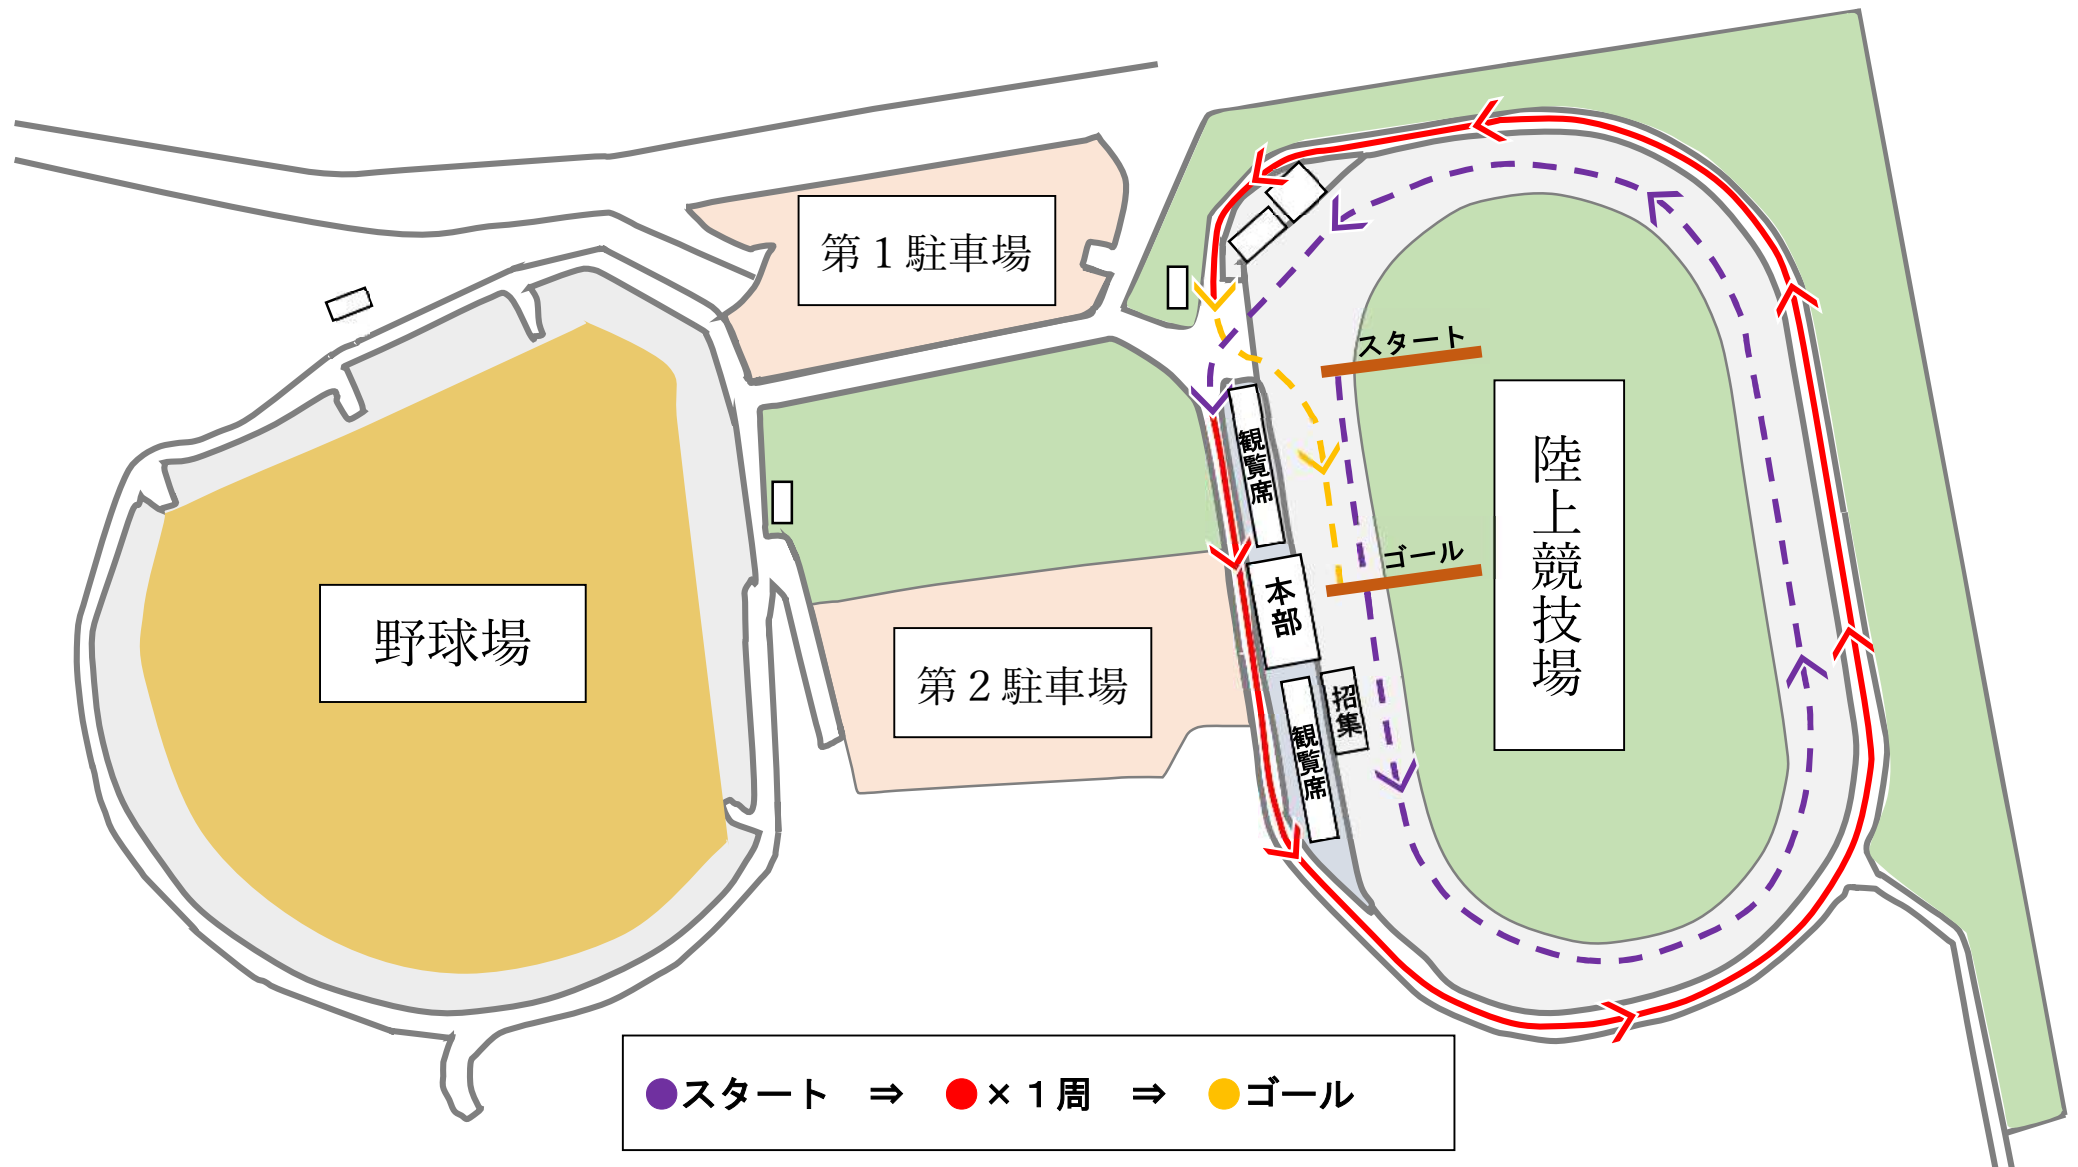 第１駐車場
スタート
観覧席
陸上競技場
ゴール
本部
野球場
第２駐車場
招集
観覧席
●スタート ⇒ ●×１周 ⇒ ●ゴール